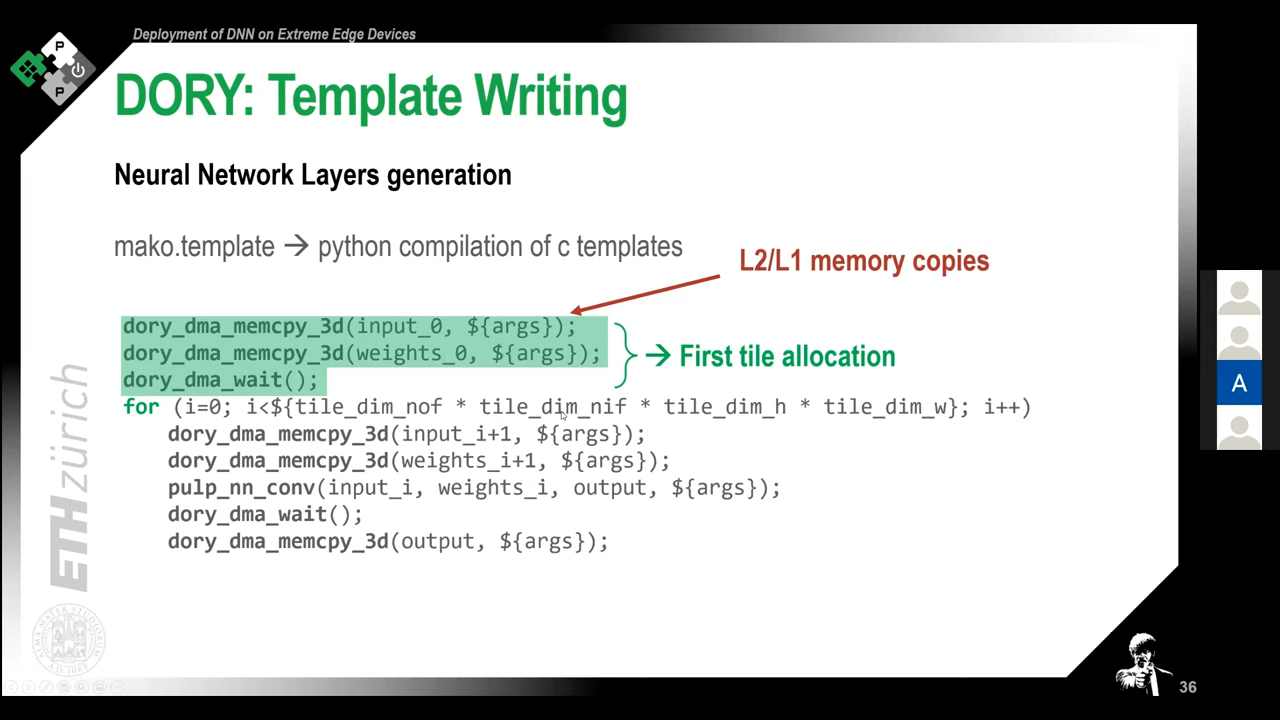 Deployment of DNN on Extreme Edge Devices
P
P
P
DORY: Template Writing
Neural Network Layers generation
mako.template → python compilation of c templates
L2/L1 memory copies
dory_dma_memcpy_3d(input_0, ${args});
dory_dma_memcpy_3d(weights_0, ${args});
dory_dma_wait();
→ First tile allocation
for (i=0; i<${tile_dim_nof * tile_dim_nif * tile_dim_h * tile_dim_w}; i++)
dory_dma_memcpy_3d(input_i+1, ${args});
dory_dma_memcpy_3d(weights_i+1, ${args});
pulp_nn_conv(input_i, weights_i, output, ${args});
dory_dma_wait();
dory_dma_memcpy_3d(output, ${args});
ETH zürich
A
36